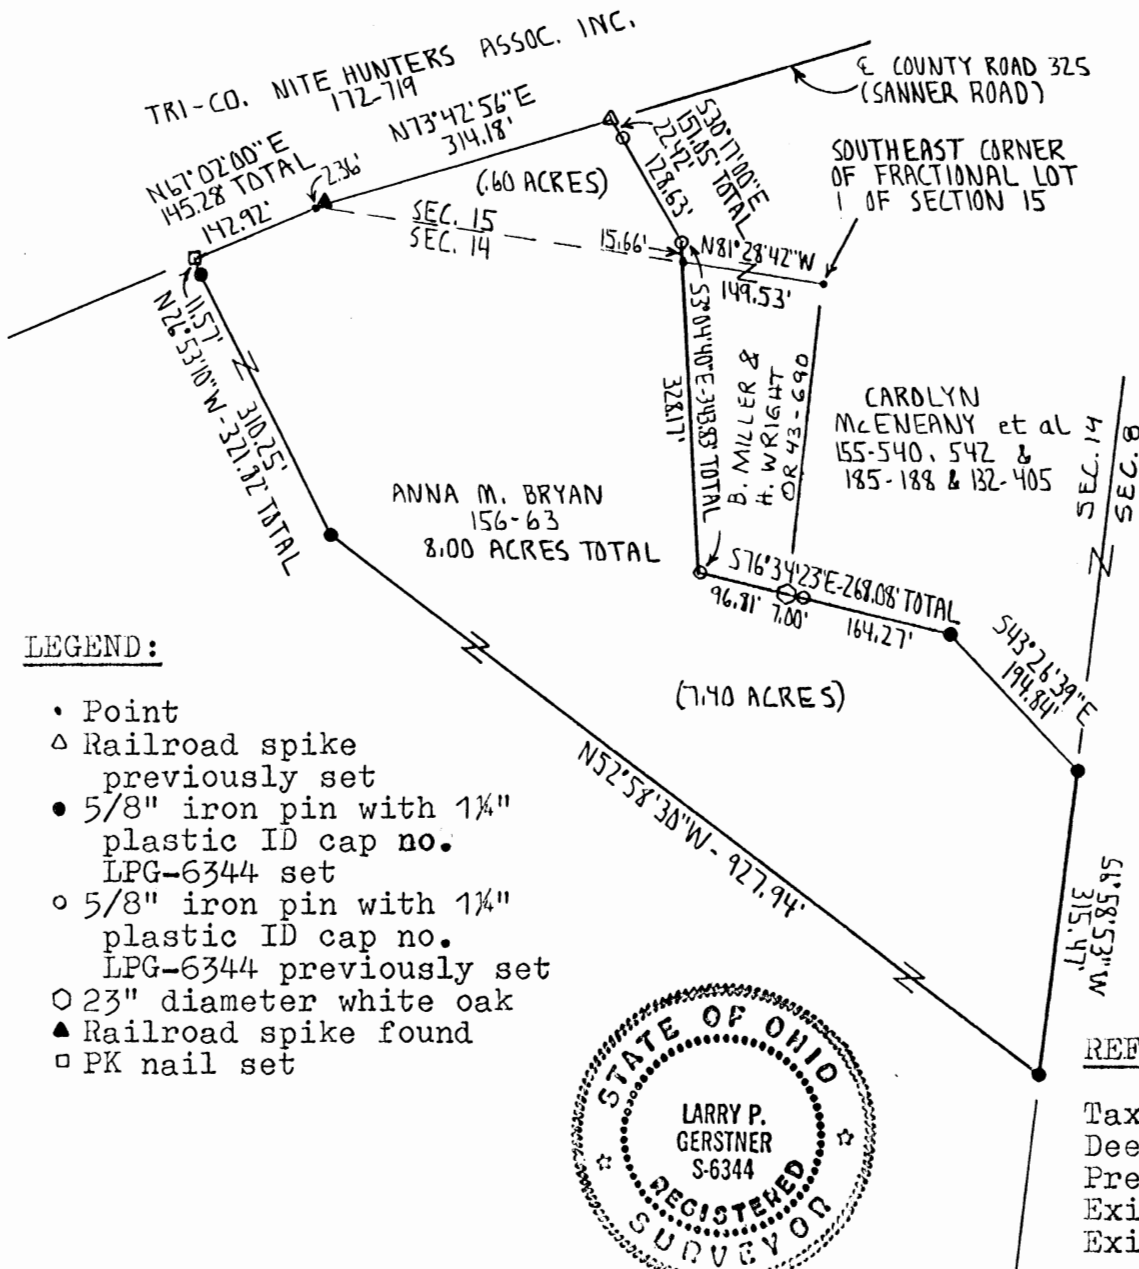 TRI-CO. NITE HUNTERS ASSOC. INC.
172-719
℄ COUNTY ROAD 325
(SANNER ROAD)
N67°02'00"E
145.28' TOTAL
142.92'
2.36'
N73°42'56"E
314.18'
(.60 ACRES)
S30°17'00"E
151.05' TOTAL
22.42'
128.63'
SOUTHEAST CORNER
OF FRACTIONAL LOT
1 OF SECTION 15
SEC. 15
SEC. 14
15.66'
N81°28'42"W
149.53'
11.57'
310.25'
N26°53'10"W - 321.82' TOTAL
S3°04'40"E-343.83' TOTAL
328.17'
B. MILLER &
H. WRIGHT
OR 43-690
CAROLYN
McENEANY et al
155-540, 542 &
185-188 & 132-405
SEC. 14
SEC. 8
ANNA M. BRYAN
156-63
8.00 ACRES TOTAL
S76°34'23"E-268.08' TOTAL
96.81' 7.00' 164.27'
S43°26'39"E
194.84'
(7.40 ACRES)
N52°58'30"W - 927.94'
315.47'
LEGEND:
Point
Railroad spike
previously set
5/8" iron pin with 1¼"
plastic ID cap no.
LPG-6344 set
5/8" iron pin with 1¼"
plastic ID cap no.
LPG-6344 previously set
23" diameter white oak
Railroad spike found
PK nail set
STATE OF OHIO
LARRY P.
GERSTNER
S-6344
REGISTERED
SURVEYOR
REF
Tax
Dee
Pre
Exi
Exi